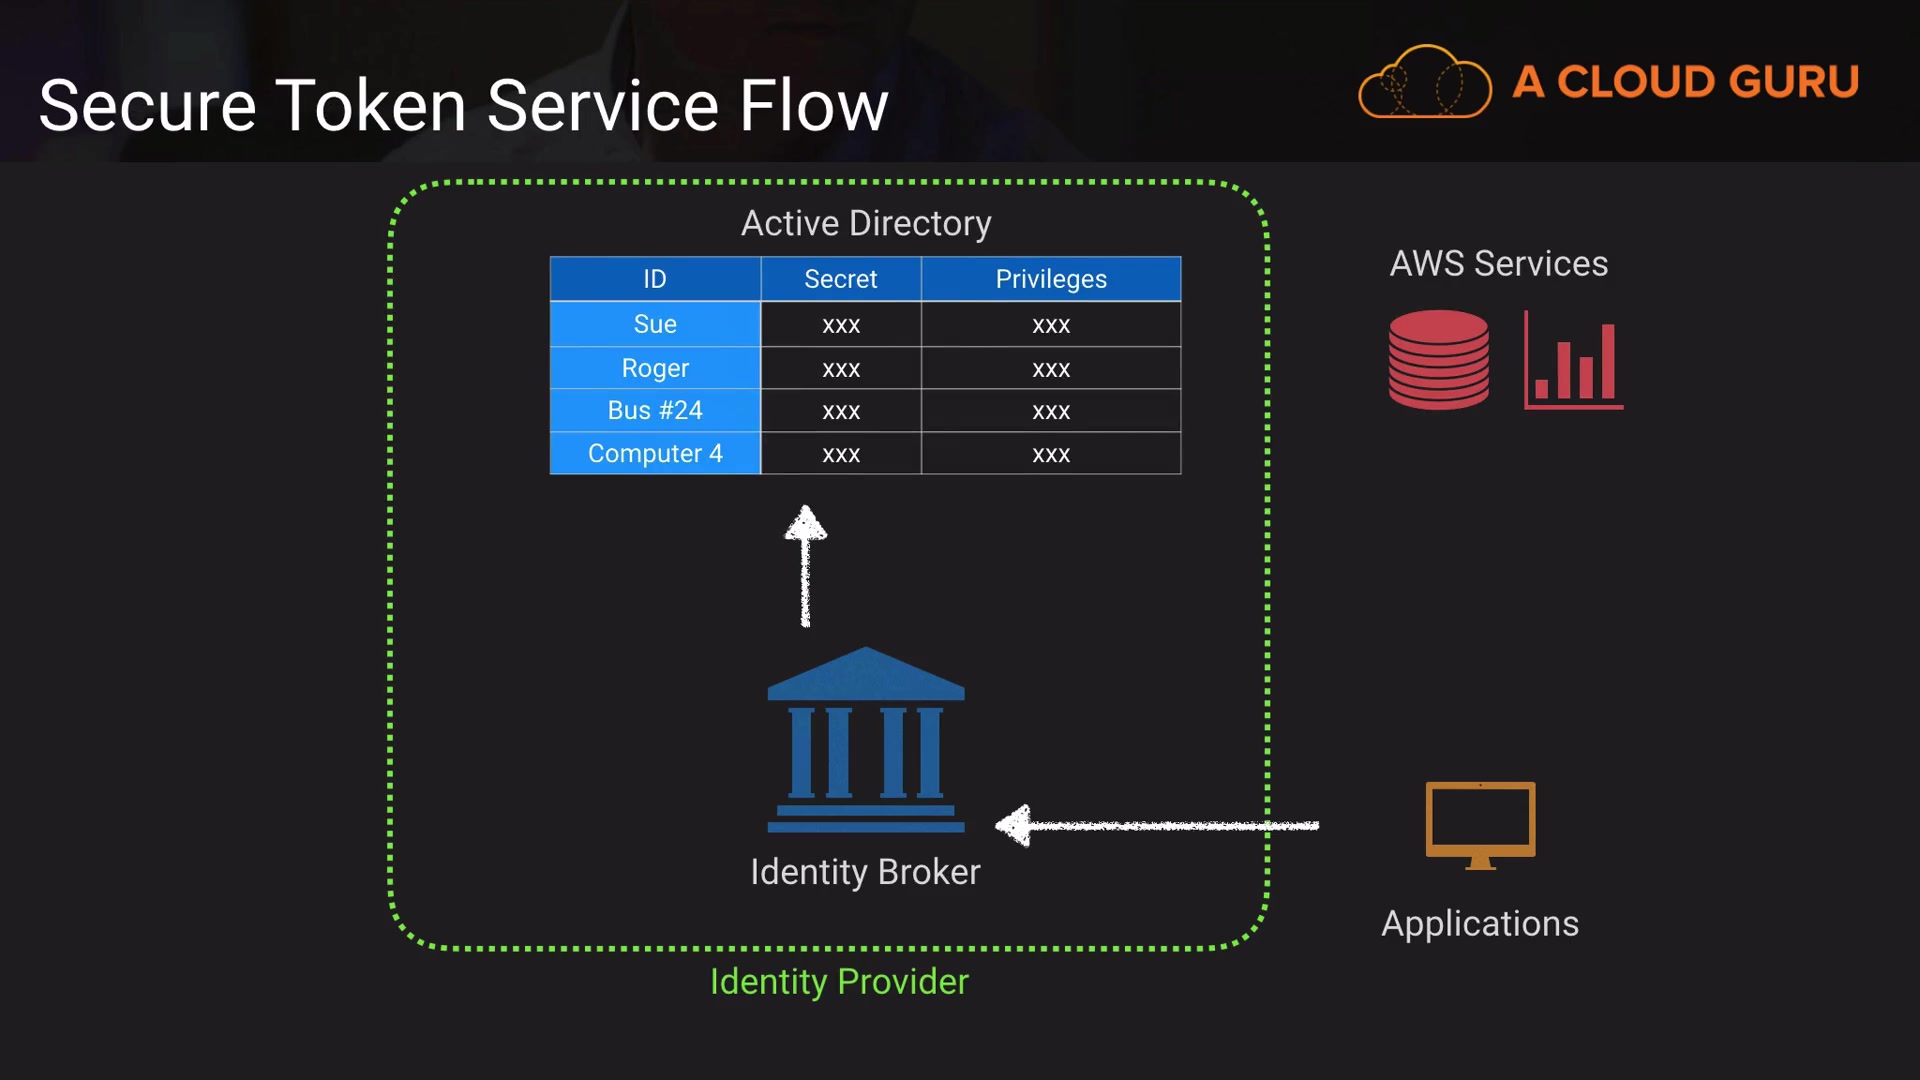 Secure Token Service Flow
A CLOUD GURU
Active Directory
ID Secret Privileges
Sue xxx xxx
Roger xxx xxx
Bus #24 xxx xxx
Computer 4 xxx xxx
AWS Services
Identity Broker
Applications
Identity Provider